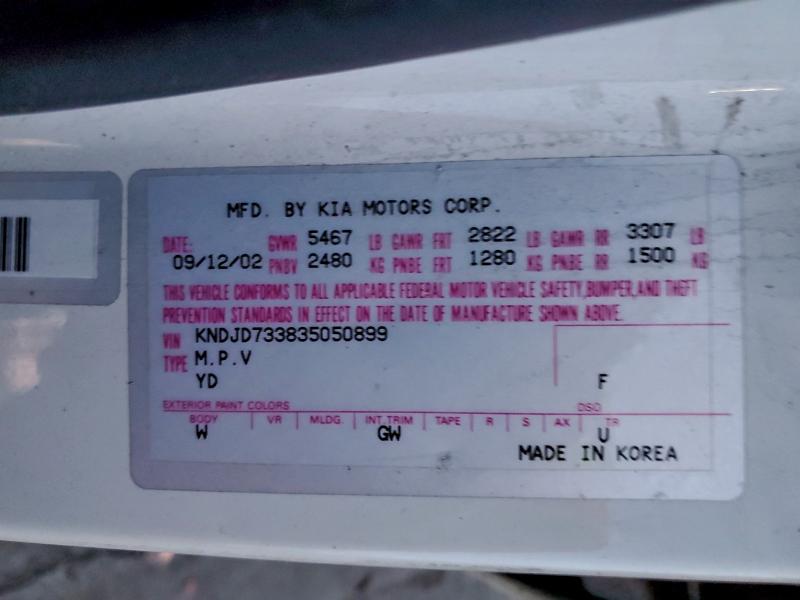 MFD. BY KIA MOTORS CORP.
DATE: GVWR 5467 LB GAWR FRT 2822 LB GAWR RR 3307 LB
09/12/02 PNBV 2480 KG PNBE FRT 1280 KG PNBE RR 1500 KG
THIS VEHICLE CONFORMS TO ALL APPLICABLE FEDERAL MOTOR VEHICLE SAFETY,BUMPER,AND THEFT
PREVENTION STANDARDS IN EFFECT ON THE DATE OF MANUFACTURE SHOWN ABOVE.
VIN KNDJD733835050899
TYPE M.P.V
YD F
EXTERIOR PAINT COLORS DSO
BODY VR MLDG. INT.TRIM TAPE R S AX TR
W GW U
MADE IN KOREA